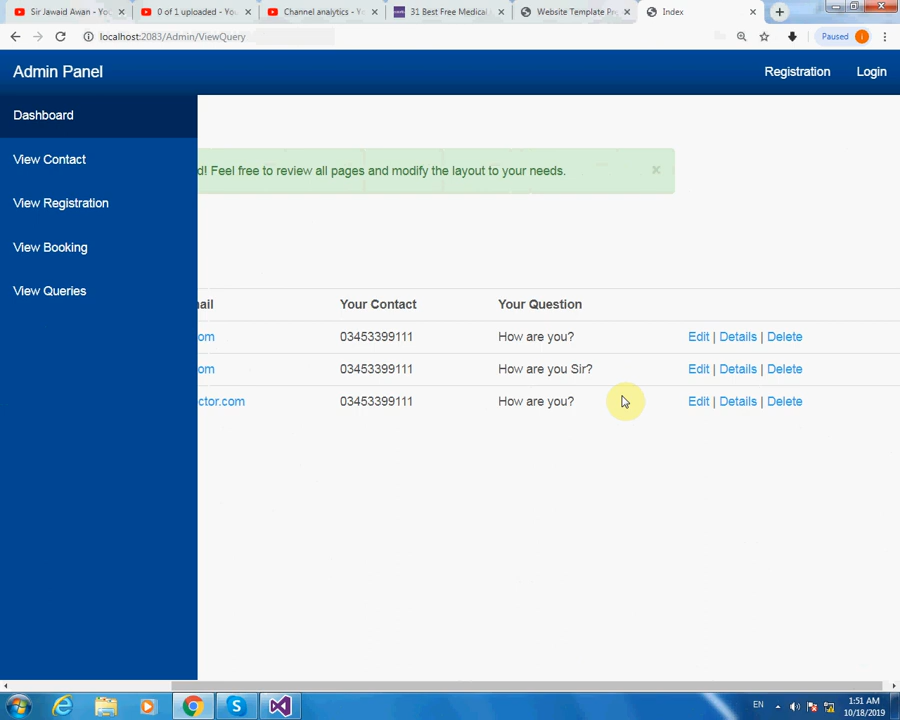 Sir Jawaid Awan - Yo
0 of 1 uploaded - Yo
Channel analytics - Yo
31 Best Free Medical
Website Template Pr
Index
localhost:2083/Admin/ViewQuery
Paused
Admin Panel
Registration
Login
Dashboard
d! Feel free to review all pages and modify the layout to your needs.
×
View Contact
View Registration
View Booking
View Queries
ail
Your Contact
Your Question
om
03453399111
How are you?
Edit | Details | Delete
om
03453399111
How are you Sir?
Edit | Details | Delete
ctor.com
03453399111
How are you?
Edit | Details | Delete
EN
1:51 AM
10/18/2019